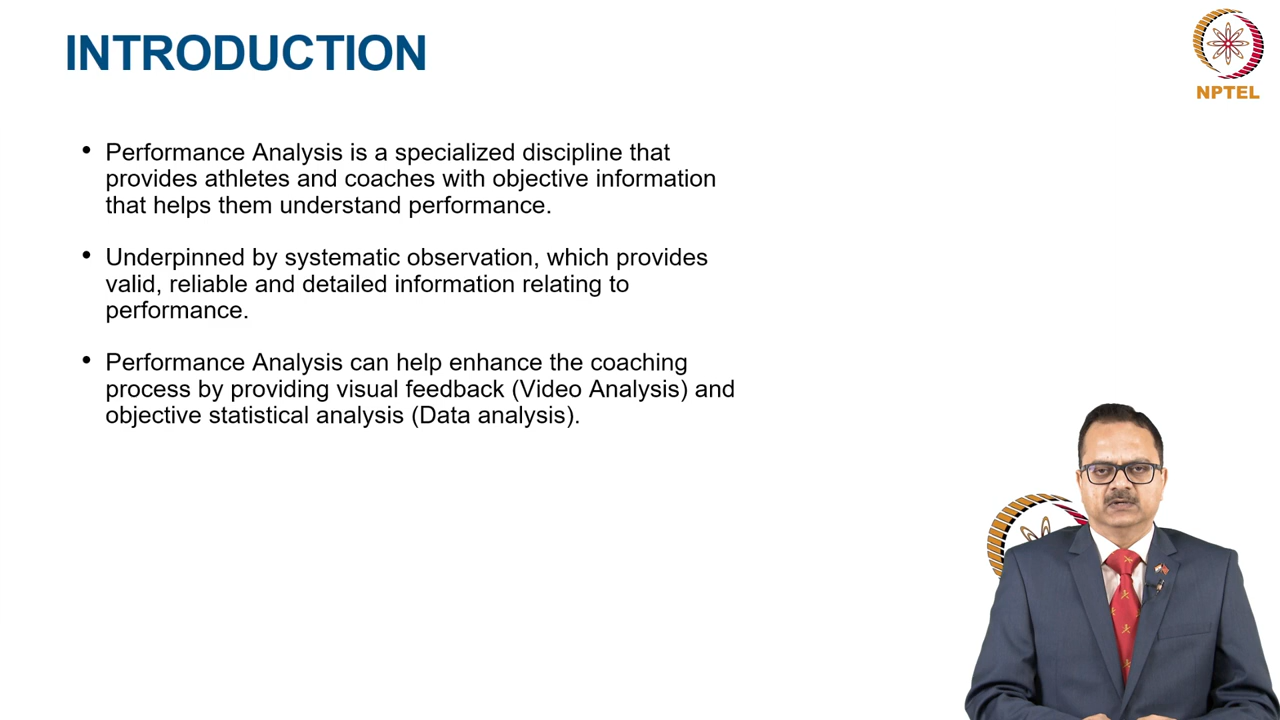 INTRODUCTION
NPTEL
• Performance Analysis is a specialized discipline that
provides athletes and coaches with objective information
that helps them understand performance.
• Underpinned by systematic observation, which provides
valid, reliable and detailed information relating to
performance.
• Performance Analysis can help enhance the coaching
process by providing visual feedback (Video Analysis) and
objective statistical analysis (Data analysis).